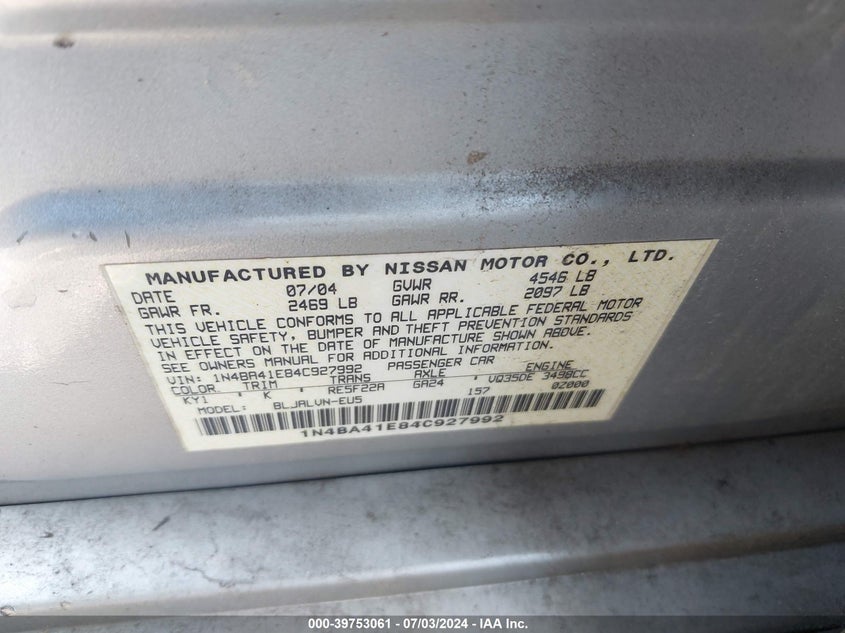 MANUFACTURED BY NISSAN MOTOR CO., LTD.
DATE 07/04 GVWR 4546 LB
GAWR FR. 2469 LB GAWR RR. 2097 LB
THIS VEHICLE CONFORMS TO ALL APPLICABLE FEDERAL MOTOR
VEHICLE SAFETY, BUMPER AND THEFT PREVENTION STANDARDS
IN EFFECT ON THE DATE OF MANUFACTURE SHOWN ABOVE.
SEE OWNERS MANUAL FOR ADDITIONAL INFORMATION.
VIN: 1N4BA41E84C927992 PASSENGER CAR
COLOR TRIM TRANS AXLE ENGINE
KY1 K RE5F22A GA24 VQ35DE 3498CC
MODEL: BLJALVN-EU5 157 0Z000
1N4BA41E84C927992
000-39753061 - 07/03/2024 - IAA Inc.